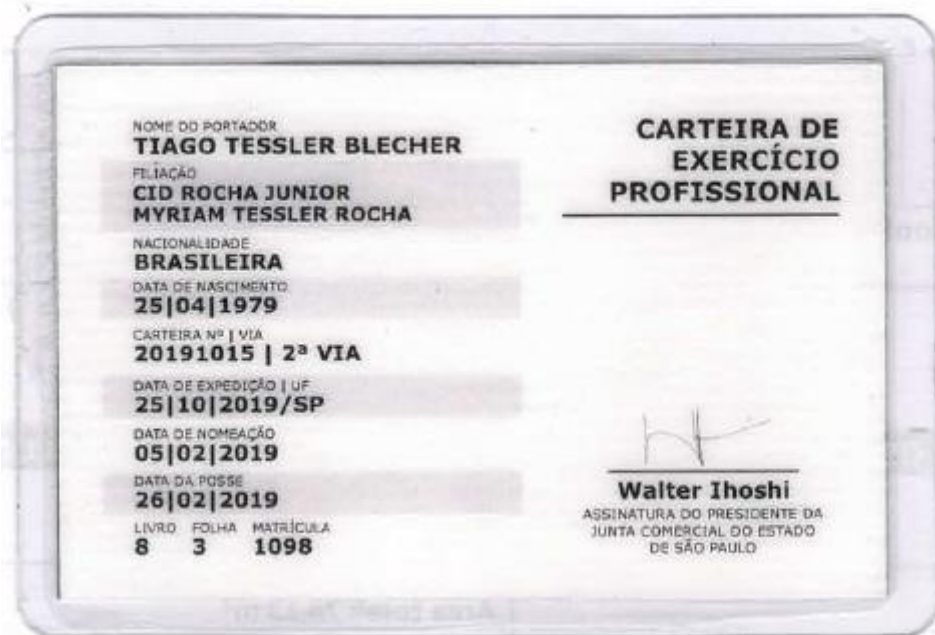 NOME DO PORTADOR
TIAGO TESSLER BLECHER
FILIAÇÃO
CID ROCHA JUNIOR
MYRIAM TESSLER ROCHA
NACIONALIDADE
BRASILEIRA
DATA DE NASCIMENTO
25|04|1979
CARTEIRA Nº | VIA
20191015 | 2ª VIA
DATA DE EXPEDIÇÃO | UF
25|10|2019/SP
DATA DE NOMEAÇÃO
05|02|2019
DATA DA POSSE
26|02|2019
LIVRO FOLHA MATRÍCULA
8 3 1098
CARTEIRA DE
EXERCÍCIO
PROFISSIONAL
Walter Ihoshi
ASSINATURA DO PRESIDENTE DA
JUNTA COMERCIAL DO ESTADO
DE SÃO PAULO